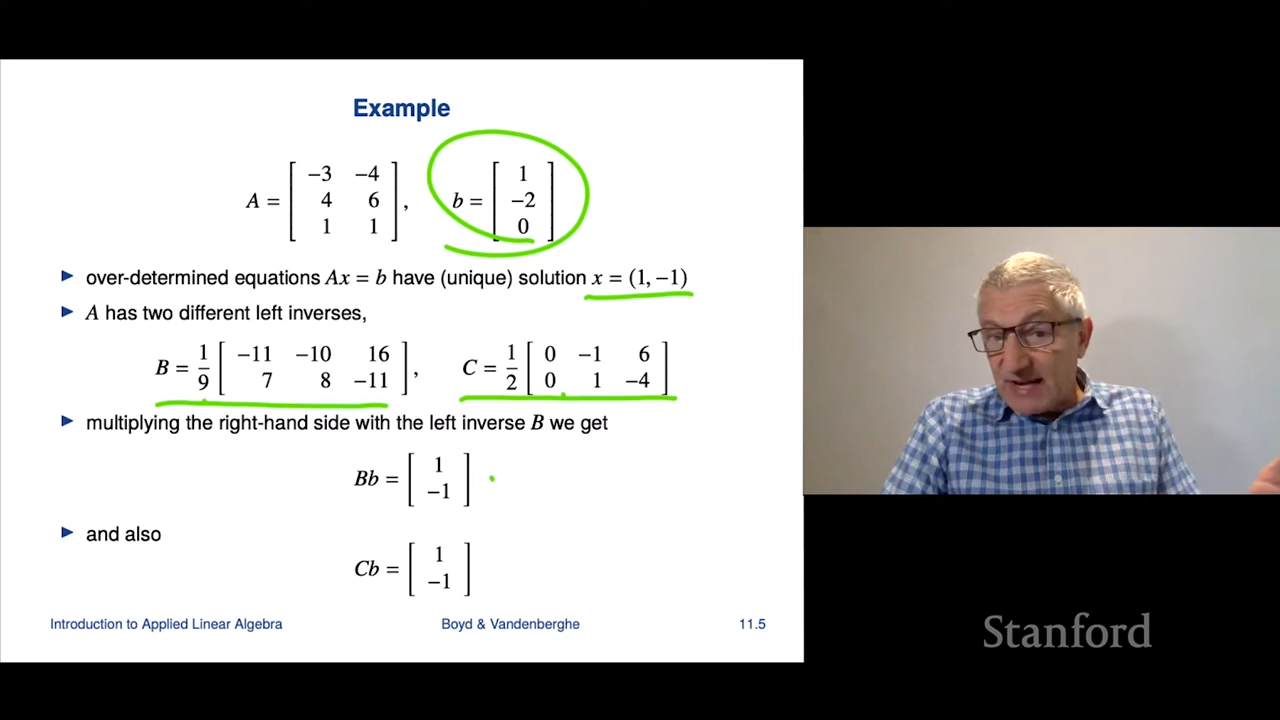 Example
A = [ −3 −4 ; 4 6 ; 1 1 ], b = [ 1 ; −2 ; 0 ]
▶ over-determined equations Ax = b have (unique) solution x = (1, −1)
▶ A has two different left inverses,
B = 1/9 [ −11 −10 16 ; 7 8 −11 ], C = 1/2 [ 0 −1 6 ; 0 1 −4 ]
▶ multiplying the right-hand side with the left inverse B we get
Bb = [ 1 ; −1 ]
▶ and also
Cb = [ 1 ; −1 ]
Introduction to Applied Linear Algebra Boyd & Vandenberghe 11.5
Stanford